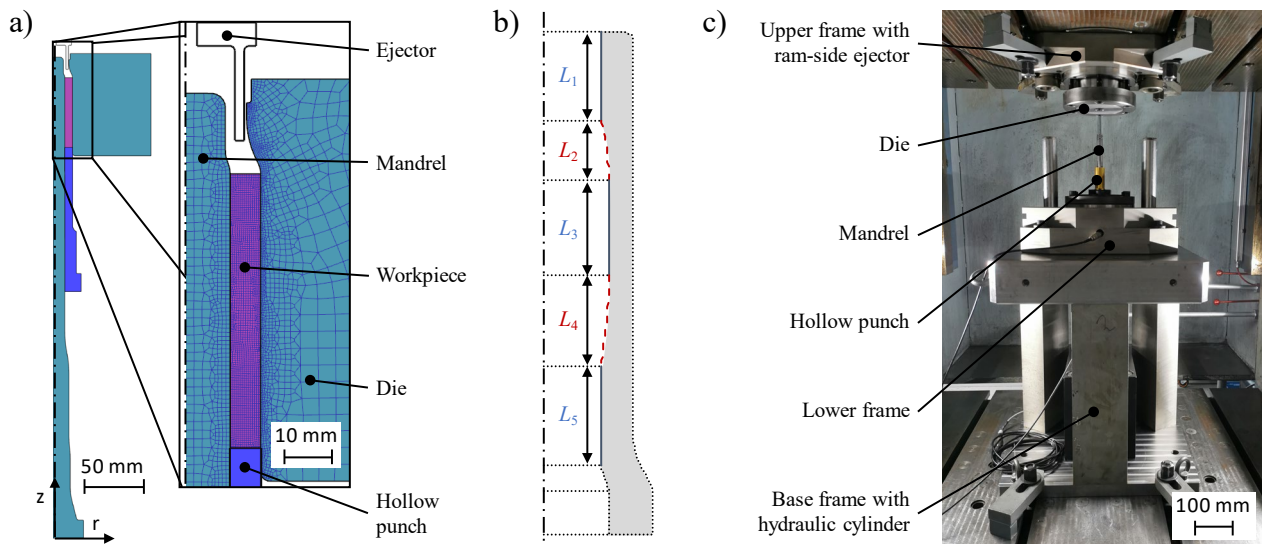 a)
Ejector
Mandrel
Workpiece
Die
10 mm
50 mm
Hollow
punch
z
r
b)
L1
L2
L3
L4
L5
c)
Upper frame with
ram-side ejector
Die
Mandrel
Hollow punch
Lower frame
Base frame with
hydraulic cylinder
100 mm